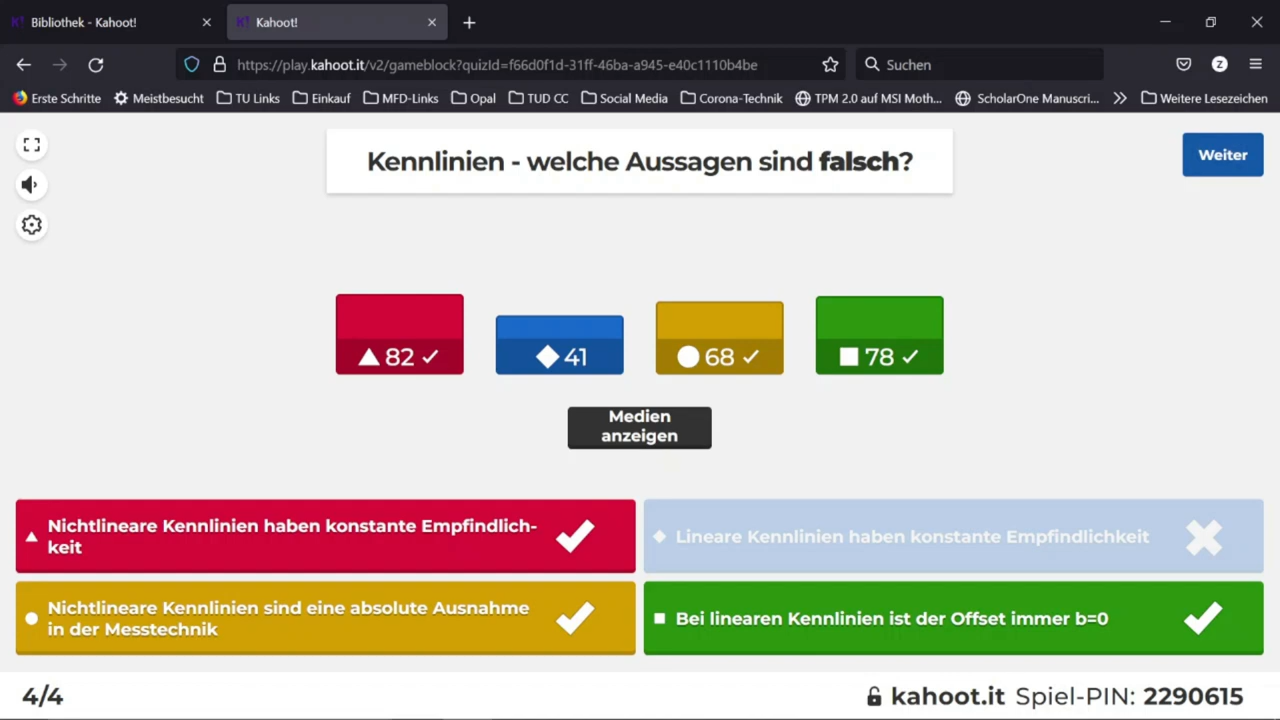 Bibliothek - Kahoot!
Kahoot!
https://play.kahoot.it/v2/gameblock?quizId=f66d0f1d-31ff-46ba-a945-e40c1110b4be
Suchen
Z
Erste Schritte
Meistbesucht
TU Links
Einkauf
MFD-Links
Opal
TUD CC
Social Media
Corona-Technik
TPM 2.0 auf MSI Moth...
ScholarOne Manuscri...
Weitere Lesezeichen
Kennlinien - welche Aussagen sind falsch?
Weiter
82
41
68
78
Medien
anzeigen
Nichtlineare Kennlinien haben konstante Empfindlich-
keit
Lineare Kennlinien haben konstante Empfindlichkeit
Nichtlineare Kennlinien sind eine absolute Ausnahme
in der Messtechnik
Bei linearen Kennlinien ist der Offset immer b=0
4/4
kahoot.it Spiel-PIN: 2290615